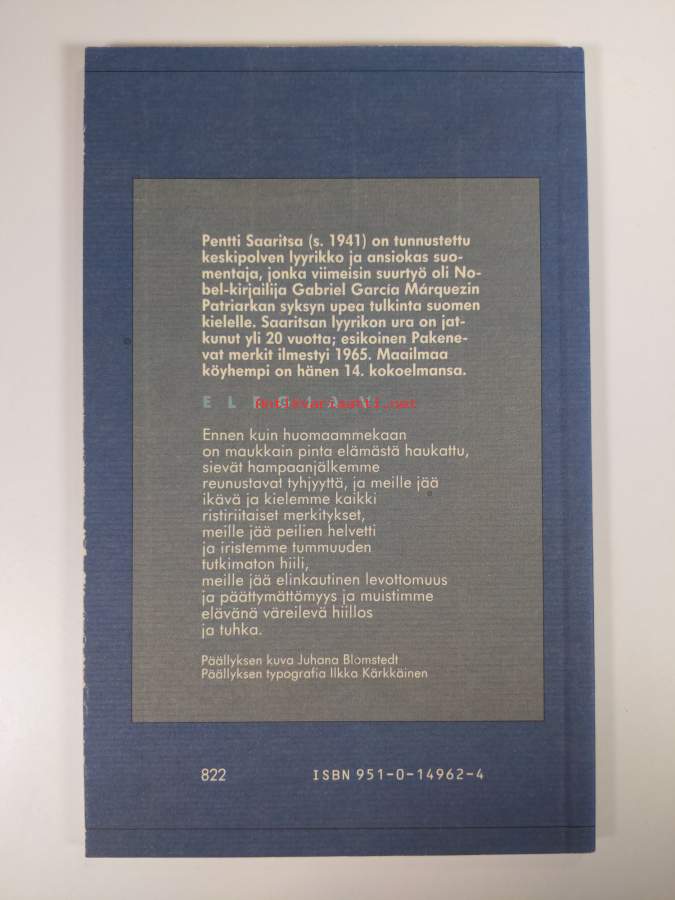 Pentti Saaritsa (s. 1941) on tunnustettu
keskipolven lyyrikko ja ansiokas suo-
mentaja, jonka viimeisin suurtyö oli No-
bel-kirjailija Gabriel García Márquezin
Patriarkan syksyn upea tulkinta suomen
kielelle. Saaritsan lyyrikon ura on jat-
kunut yli 20 vuotta; esikoinen Pakene-
vat merkit ilmestyi 1965. Maailmaa
köyhempi on hänen 14. kokoelmansa.
Antikvariaatti.net
Ennen kuin huomaammekaan
on maukkain pinta elämästä haukattu,
sievät hampaanjälkemme
reunustavat tyhjyyttä, ja meille jää
ikävä ja kielemme kaikki
ristiriitaiset merkitykset,
meille jää peilien helvetti
ja iristemme tummuuden
tutkimaton hiili,
meille jää elinkautinen levottomuus
ja päättymättömyys ja muistimme
elävänä väreilevä hiillos
ja tuhka.
Päällyksen kuva Juhana Blomstedt
Päällyksen typografia Ilkka Kärkkäinen
822 ISBN 951-0-14962-4